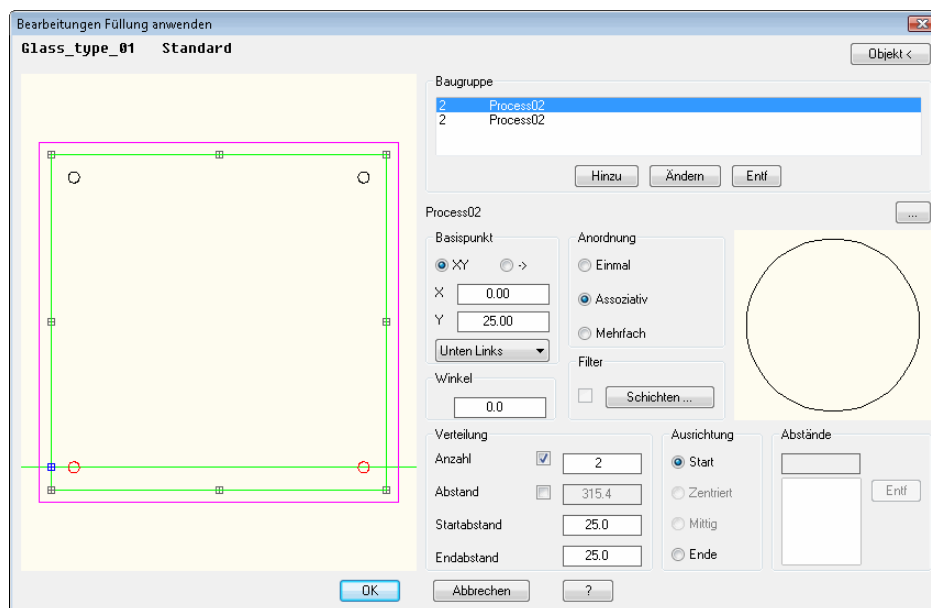 Bearbeitungen Füllung anwenden
Glass_type_01 Standard
Objekt <
Baugruppe
2 Process02
2 Process02
Hinzu Ändern Entf
Process02 ...
Basispunkt Anordnung
XY -> Einmal
X 0.00
Assoziativ
Y 25.00
Mehrfach
Unten Links
Filter
Winkel
Schichten ...
0.0
Verteilung Ausrichtung Abstände
Anzahl 2 Start
Abstand 315.4 Zentriert Entf
Startabstand 25.0 Mittig
Endabstand 25.0 Ende
OK Abbrechen ?